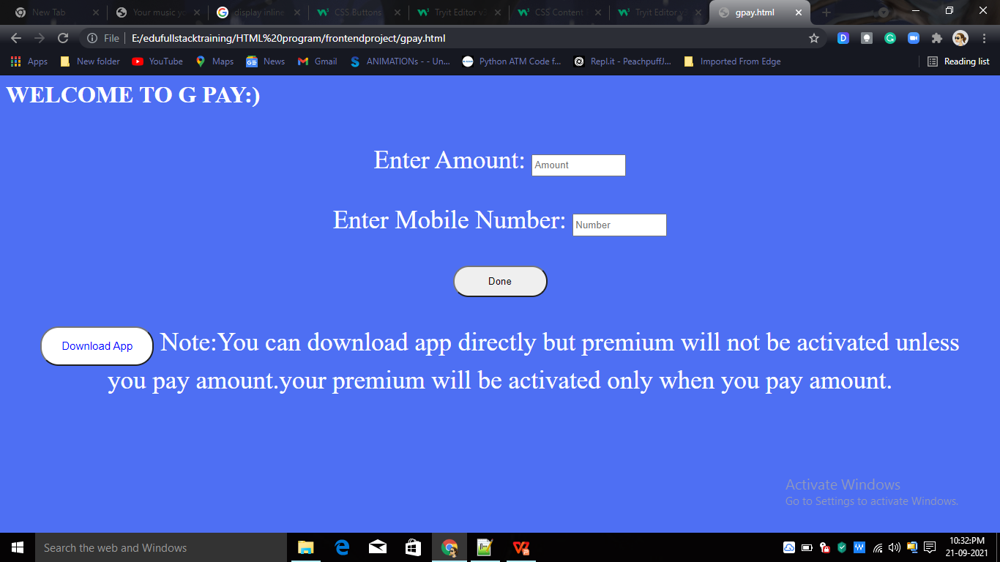 New Tab
Your music yo
display inline
CSS Buttons
Tryit Editor v3
CSS Content
Tryit Editor v3
gpay.html
File
E:/edufullstacktraining/HTML%20program/frontendproject/gpay.html
Apps
New folder
YouTube
Maps
News
Gmail
ANIMATIONs - - Un...
Python ATM Code f...
Repl.it - PeachpuffJ...
Imported From Edge
Reading list
WELCOME TO G PAY:)
Enter Amount: Amount
Enter Mobile Number: Number
Done
Download App Note:You can download app directly but premium will not be activated unless
you pay amount.your premium will be activated only when you pay amount.
Activate Windows
Go to Settings to activate Windows.
Search the web and Windows
10:32:PM
21-09-2021